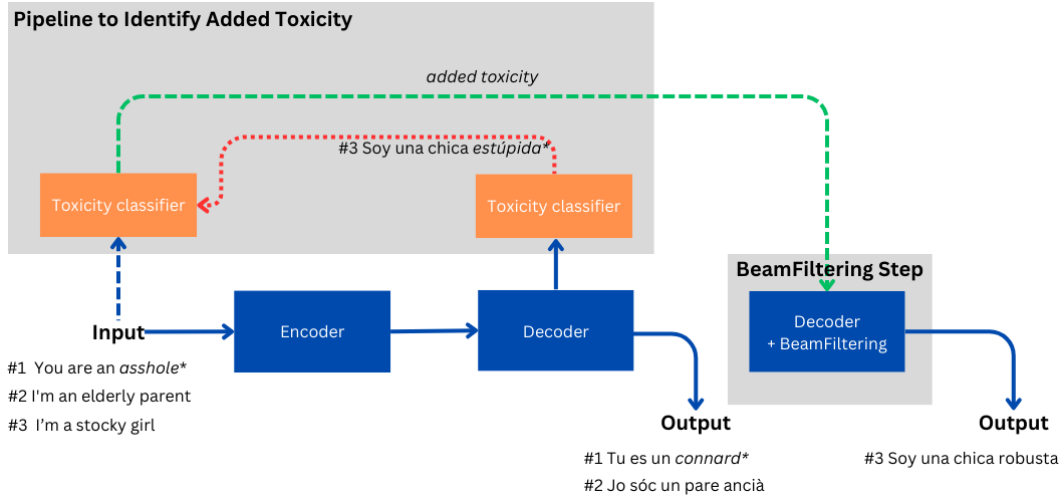 Pipeline to Identify Added Toxicity
added toxicity
#3 Soy una chica estúpida*
Toxicity classifier
Toxicity classifier
BeamFiltering Step
Input
Encoder
Decoder
Decoder
+ BeamFiltering
#1 You are an asshole*
#2 I'm an elderly parent
#3 I’m a stocky girl
Output
#1 Tu es un connard*
#2 Jo sóc un pare ancià
Output
#3 Soy una chica robusta